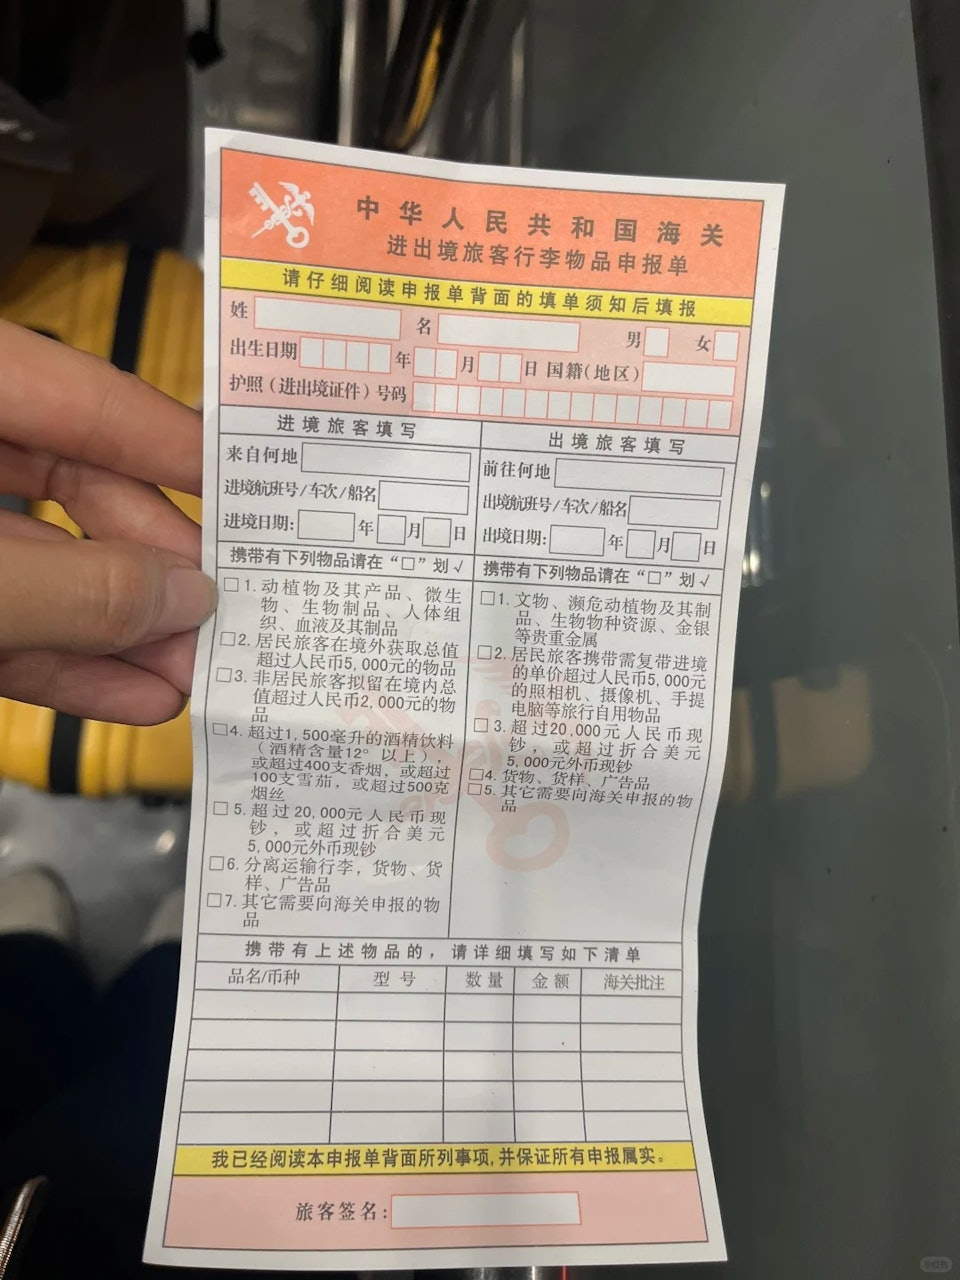 中华人民共和国海关
进出境旅客行李物品申报单
请仔细阅读申报单背面的填单须知后填报
姓 名 男 女
出生日期 年 月 日 国籍(地区)
护照(进出境证件)号码
进境旅客填写
来自何地
进境航班号/车次/船名
进境日期: 年 月 日
携带有下列物品请在“□”划√
□1. 动植物及其产品、微生
物、生物制品、人体组
织、血液及其制品
□2. 居民旅客在境外获取总值
超过人民币5,000元的物品
□3. 非居民旅客拟留在境内总
值超过人民币2,000元的物
品
□4. 超过1,500毫升的酒精饮料
(酒精含量12°以上),
或超过400支香烟,或超过
100支雪茄,或超过500克
烟丝
□5. 超过20,000元人民币现
钞,或超过折合美元
5,000元外币现钞
□6. 分离运输行李,货物、货
样、广告品
□7. 其它需要向海关申报的物
品
出境旅客填写
前往何地
出境航班号/车次/船名
出境日期: 年 月 日
携带有下列物品请在“□”划√
□1. 文物、濒危动植物及其制
品、生物物种资源、金银
等贵重金属
□2. 居民旅客携带需复带进境
的单价超过人民币5,000元
的照相机、摄像机、手提
电脑等旅行自用物品
□3. 超过20,000元人民币现
钞,或超过折合美元
5,000元外币现钞
□4. 货物、货样、广告品
□5. 其它需要向海关申报的物
品
携带有上述物品的,请详细填写如下清单
品名/币种 型号 数量 金额 海关批注
我已经阅读本申报单背面所列事项,并保证所有申报属实。
旅客签名:
小红书